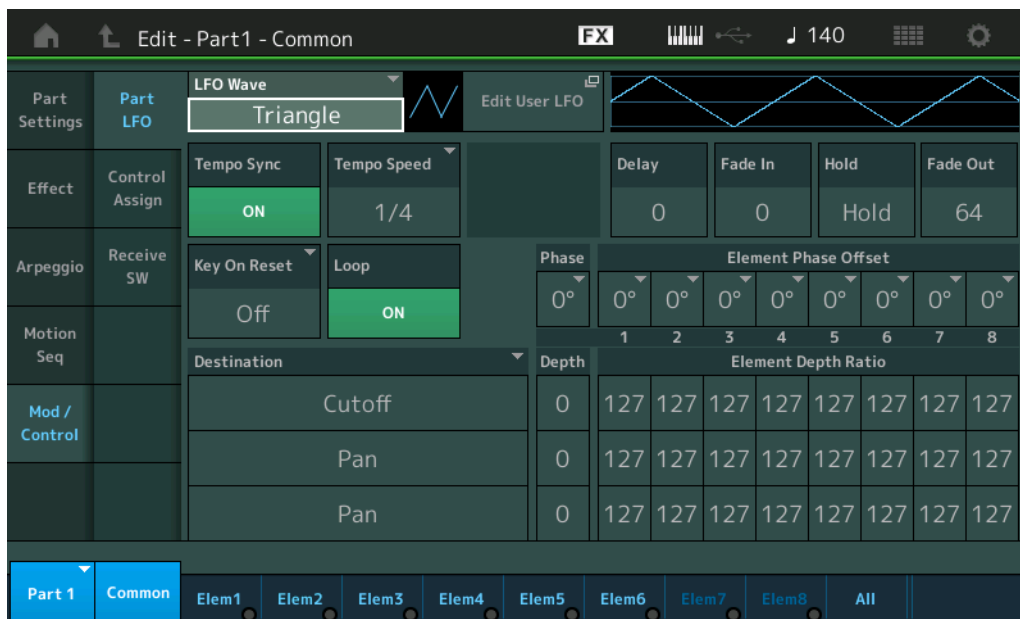 Edit - Part1 - Common FX 140
Part Settings
Effect
Arpeggio
Motion Seq
Mod / Control
Part LFO
Control Assign
Receive SW
LFO Wave
Triangle
Edit User LFO
Tempo Sync Tempo Speed Delay Fade In Hold Fade Out
ON 1/4 0 0 Hold 64
Key On Reset Loop Phase Element Phase Offset
Off ON 0° 0° 0° 0° 0° 0° 0° 0° 0°
1 2 3 4 5 6 7 8
Destination Depth Element Depth Ratio
Cutoff 0 127 127 127 127 127 127 127 127
Pan 0 127 127 127 127 127 127 127 127
Pan 0 127 127 127 127 127 127 127 127
Part 1 Common Elem1 Elem2 Elem3 Elem4 Elem5 Elem6 Elem7 Elem8 All